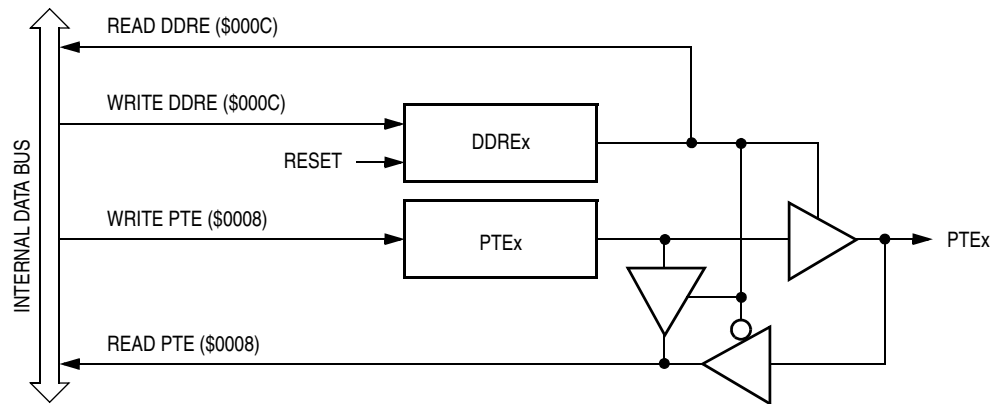 READ DDRE ($000C)
WRITE DDRE ($000C)
DDREx
RESET
WRITE PTE ($0008)
PTEx
PTEx
READ PTE ($0008)
INTERNAL DATA BUS